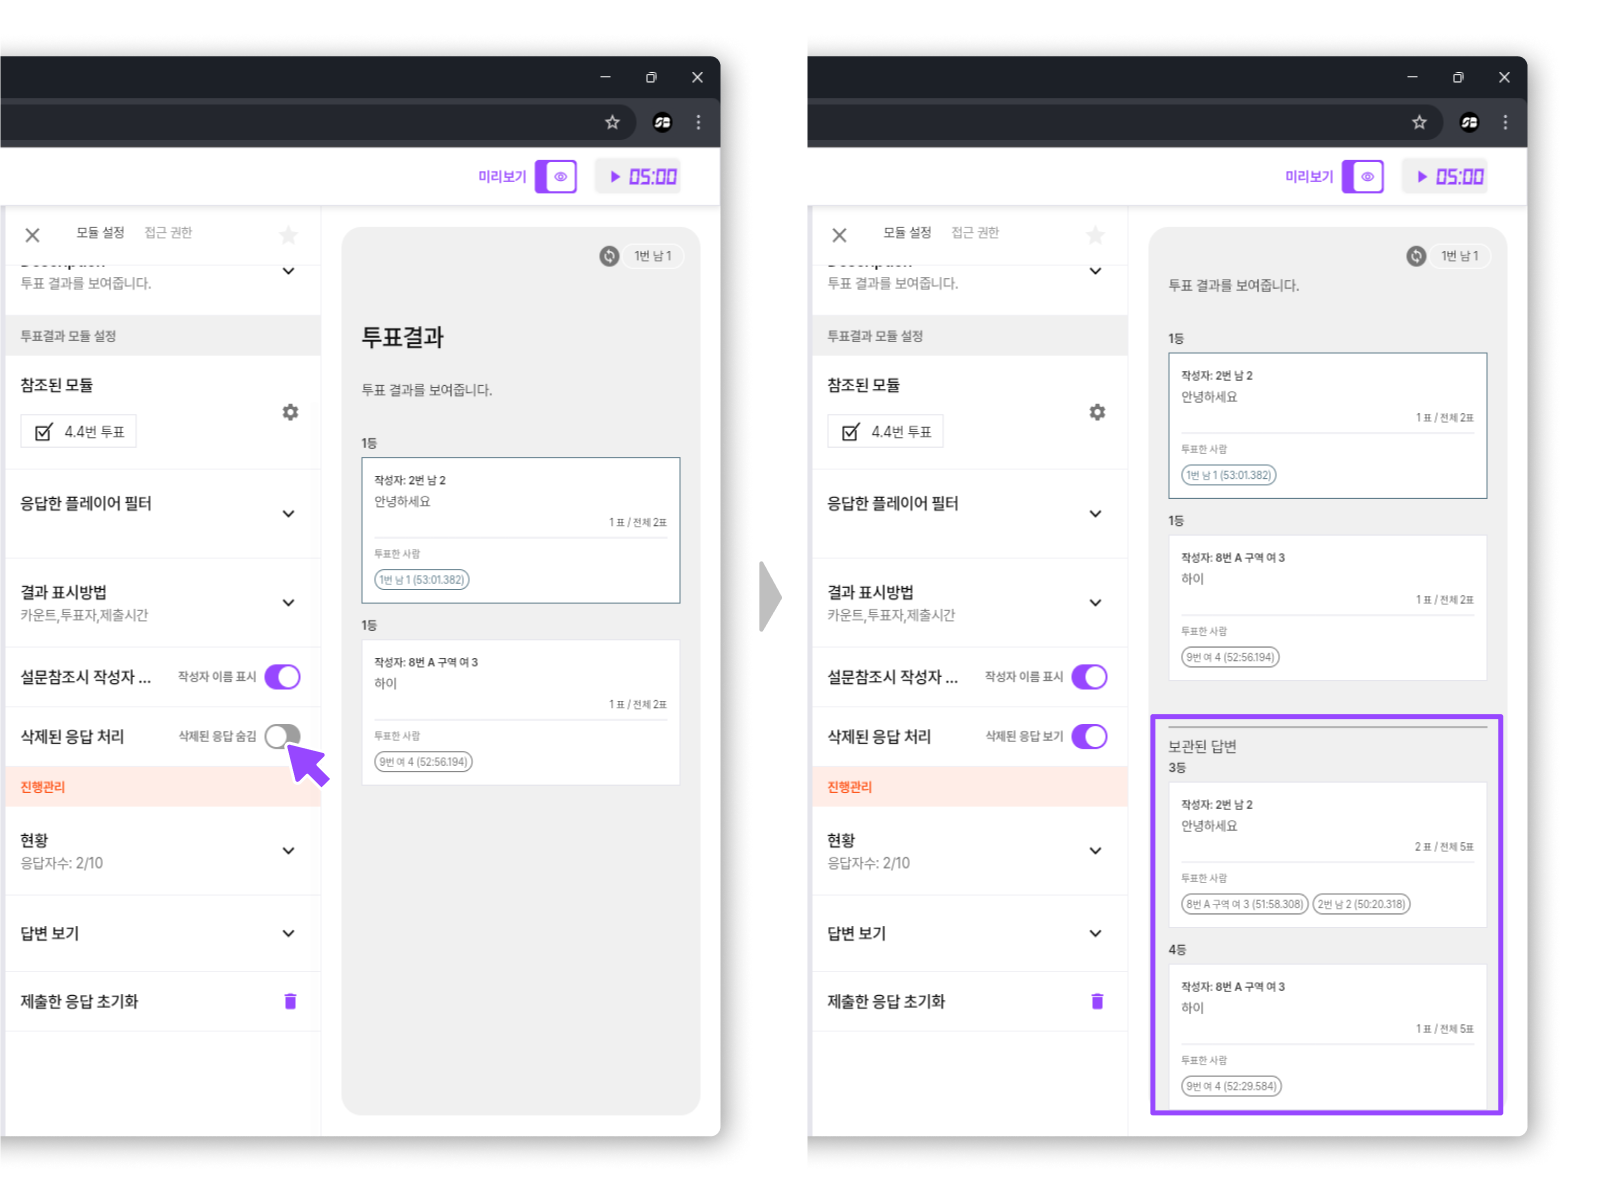 미리보기
05:00
모듈 설정
접근 권한
투표 결과를 보여줍니다.
투표결과 모듈 설정
참조된 모듈
4.4번 투표
응답한 플레이어 필터
결과 표시방법
카운트,투표자,제출시간
설문참조시 작성자 ...
작성자 이름 표시
삭제된 응답 처리
삭제된 응답 숨김
진행관리
현황
응답자수: 2/10
답변 보기
제출한 응답 초기화
1번 남 1
투표결과
투표 결과를 보여줍니다.
1등
작성자: 2번 남 2
안녕하세요
1 표 / 전체 2표
투표한 사람
1번 남 1 (53:01.382)
1등
작성자: 8번 A 구역 여 3
하이
1 표 / 전체 2표
투표한 사람
9번 여 4 (52:56.194)
미리보기
05:00
모듈 설정
접근 권한
투표 결과를 보여줍니다.
투표결과 모듈 설정
참조된 모듈
4.4번 투표
응답한 플레이어 필터
결과 표시방법
카운트,투표자,제출시간
설문참조시 작성자 ...
작성자 이름 표시
삭제된 응답 처리
삭제된 응답 보기
진행관리
현황
응답자수: 2/10
답변 보기
제출한 응답 초기화
1번 남 1
투표 결과를 보여줍니다.
1등
작성자: 2번 남 2
안녕하세요
1 표 / 전체 2표
투표한 사람
1번 남 1 (53:01.382)
1등
작성자: 8번 A 구역 여 3
하이
1 표 / 전체 2표
투표한 사람
9번 여 4 (52:56.194)
보관된 답변
3등
작성자: 2번 남 2
안녕하세요
2 표 / 전체 5표
투표한 사람
8번 A 구역 여 3 (51:58.308)
2번 남 2 (50:20.318)
4등
작성자: 8번 A 구역 여 3
하이
1 표 / 전체 5표
투표한 사람
9번 여 4 (52:29.584)